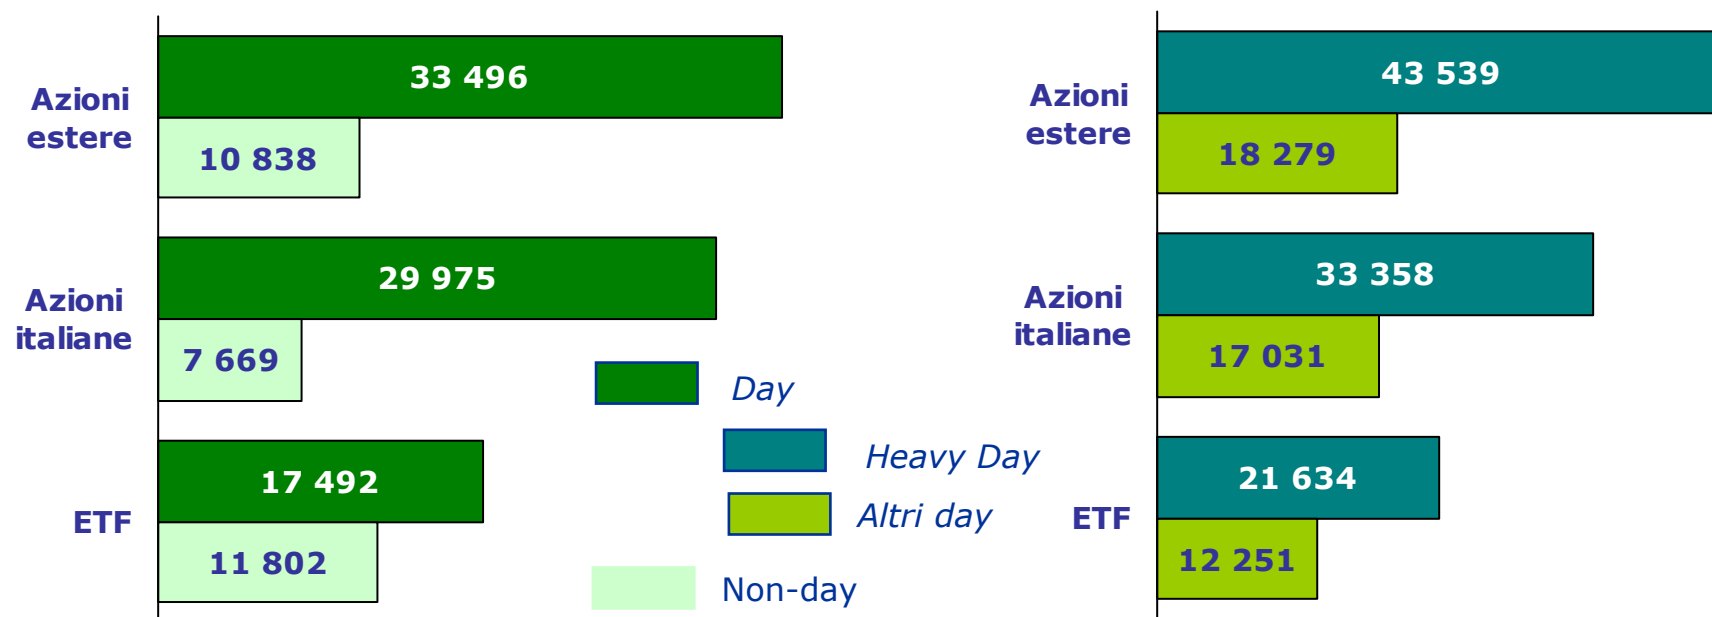 33 496
Azioni
estere
10 838
29 975
Azioni
italiane
7 669
17 492
ETF
11 802
Day
Heavy Day
Altri day
Non-day
43 539
Azioni
estere
18 279
33 358
Azioni
italiane
17 031
21 634
ETF
12 251